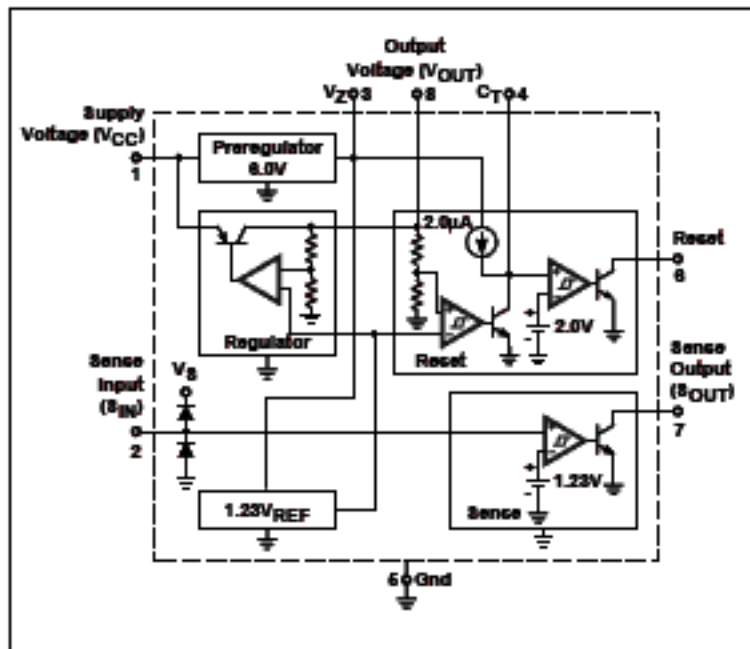 Output
Voltage (VOUT)
VZ 3
8
CT 4
Supply
Voltage (VCC)
1
Preregulator
6.0V
2.0μA
Reset
6
2.0V
Regulator
Reset
Sense
Input
(SIN)
2
VS
Sense
Output
(SOUT)
7
1.23V
Sense
1.23VREF
5 Gnd